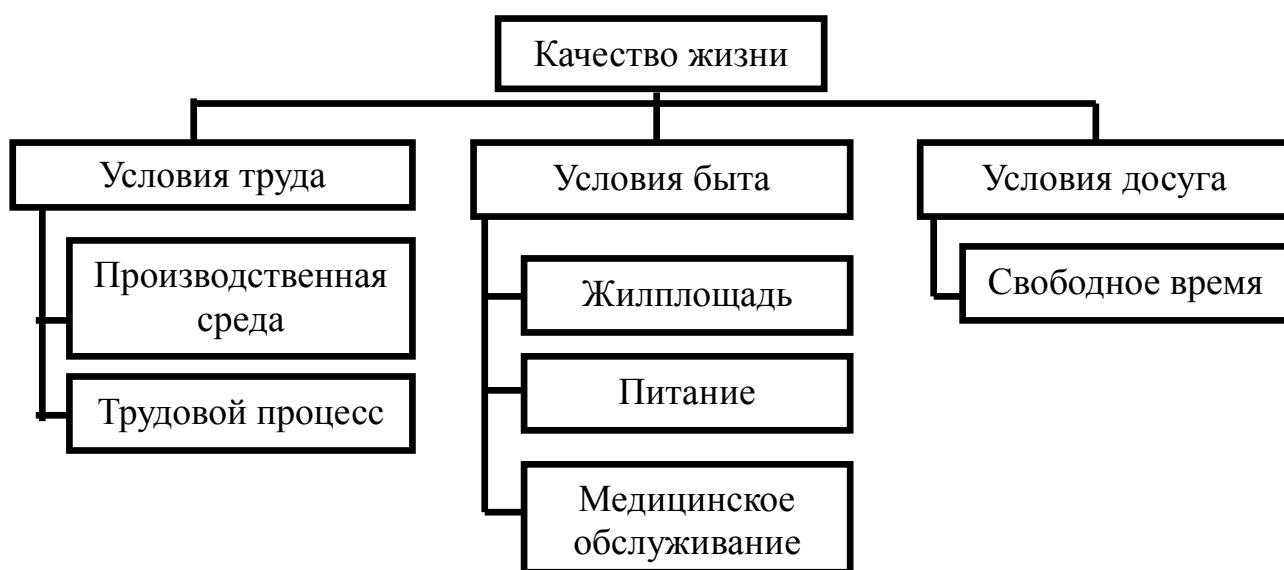 Качество жизни
Условия труда
Производственная
среда
Трудовой процесс
Условия быта
Жилплощадь
Питание
Медицинское
обслуживание
Условия досуга
Свободное время